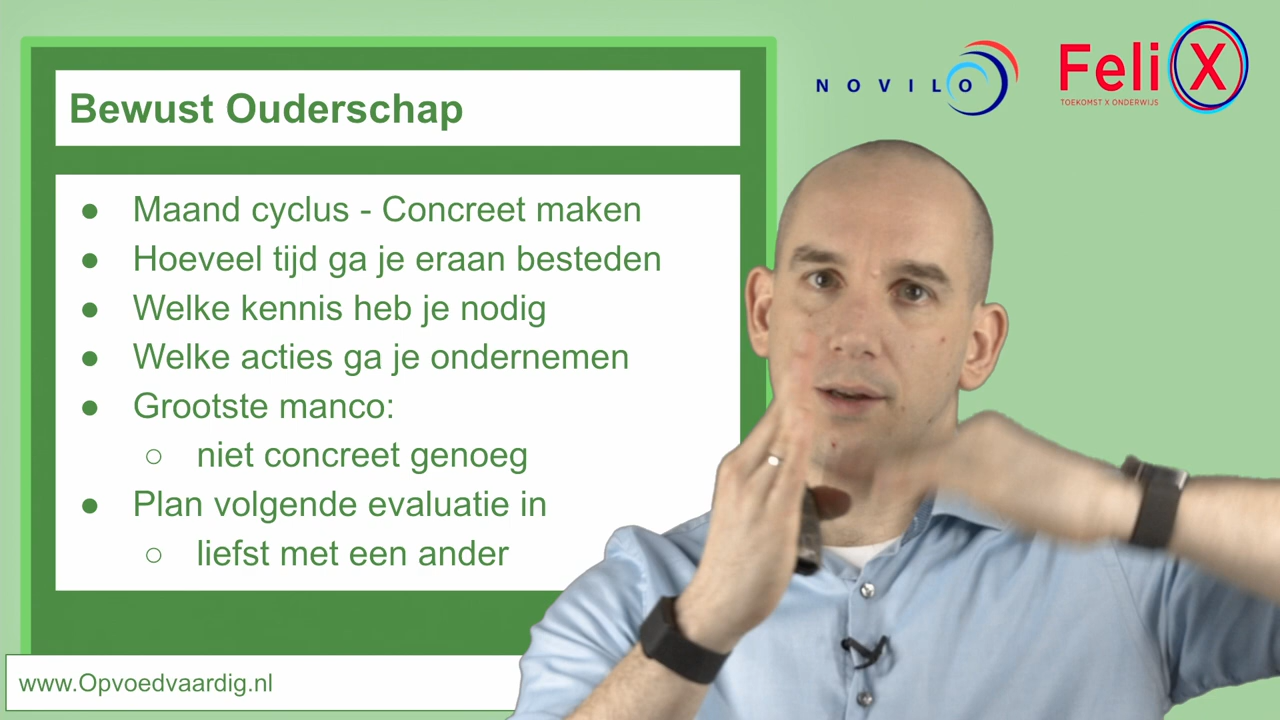 Bewust Ouderschap
● Maand cyclus - Concreet maken
● Hoeveel tijd ga je eraan besteden
● Welke kennis heb je nodig
● Welke acties ga je ondernemen
● Grootste manco:
○ niet concreet genoeg
● Plan volgende evaluatie in
○ liefst met een ander
www.Opvoedvaardig.nl
NOVILO
FeliX
TOEKOMST X ONDERWIJS